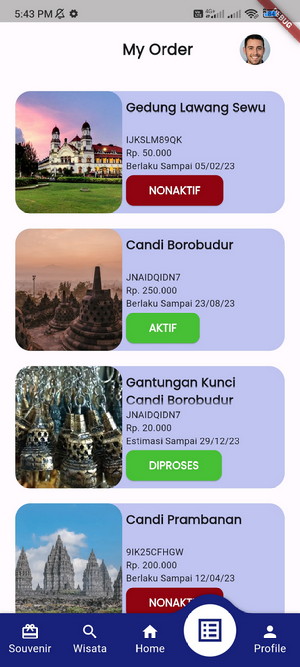 5:43 PM
DEBUG
My Order
Gedung Lawang Sewu
IJKSLM89QK
Rp. 50.000
Berlaku Sampai 05/02/23
NONAKTIF
Candi Borobudur
JNAIDQIDN7
Rp. 250.000
Berlaku Sampai 23/08/23
AKTIF
Gantungan Kunci
Candi Borobudur
JNAIDQIDN7
Rp. 20.000
Estimasi Sampai 29/12/23
DIPROSES
Candi Prambanan
9IK25CFHGW
Rp. 200.000
Berlaku Sampai 12/04/23
Souvenir
Wisata
Home
Profile